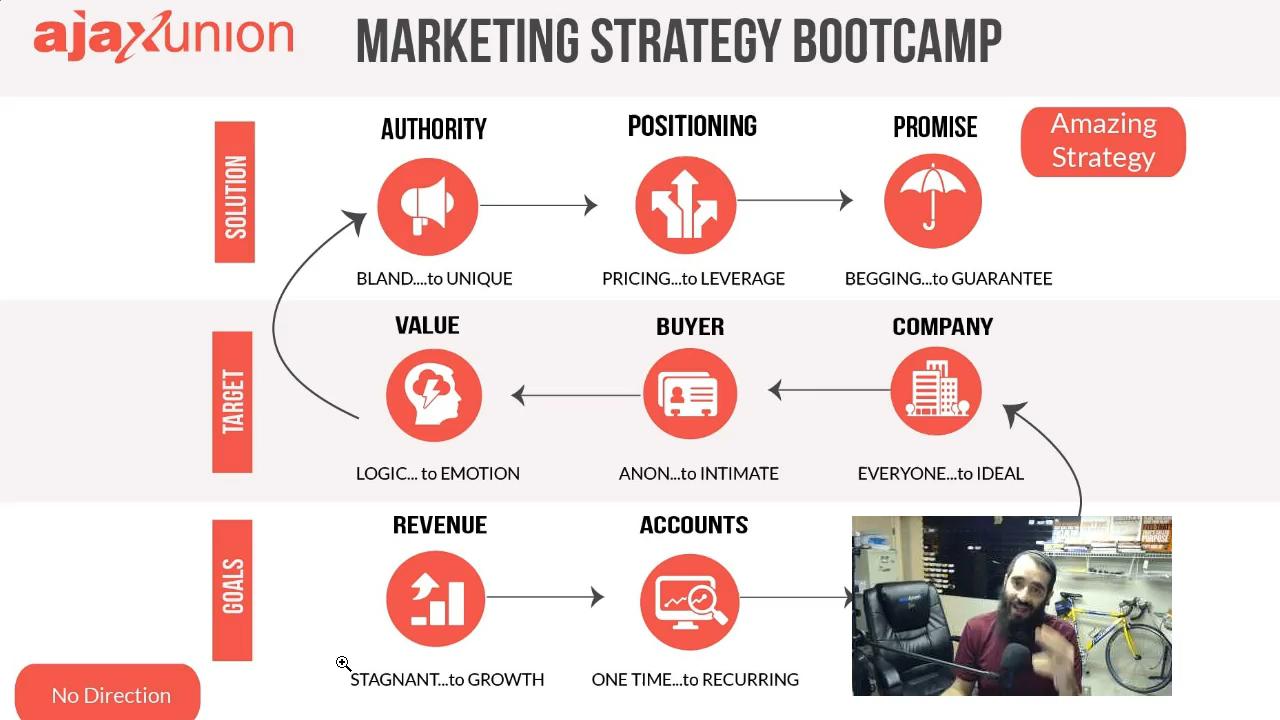 ajaxunion
MARKETING STRATEGY BOOTCAMP
SOLUTION
AUTHORITY
POSITIONING
PROMISE
Amazing
Strategy
BLAND....to UNIQUE
PRICING...to LEVERAGE
BEGGING...to GUARANTEE
TARGET
VALUE
BUYER
COMPANY
LOGIC... to EMOTION
ANON...to INTIMATE
EVERYONE...to IDEAL
GOALS
REVENUE
ACCOUNTS
PURPOSE
STAGNANT...to GROWTH
ONE TIME...to RECURRING
No Direction